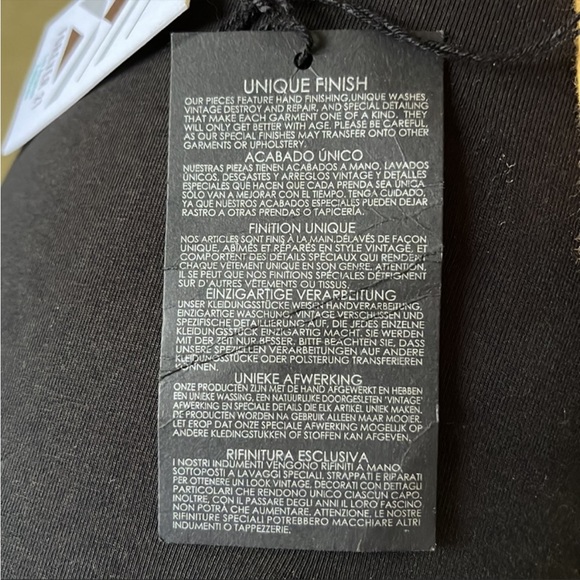 UNIQUE FINISH
OUR PIECES FEATURE HAND FINISHING, UNIQUE WASHES,
VINTAGE DESTROY AND REPAIR, AND SPECIAL DETAILING
THAT MAKE EACH GARMENT ONE OF A KIND. THEY
WILL ONLY GET BETTER WITH AGE. PLEASE BE CAREFUL,
AS OUR SPECIAL FINISHES MAY TRANSFER ONTO OTHER
GARMENTS OR UPHOLSTERY.
ACABADO ÚNICO
NUESTRAS PIEZAS TIENEN ACABADOS A MANO, LAVADOS
ÚNICOS, DESGASTES Y ARREGLOS VINTAGE Y DETALLES
ESPECIALES QUE HACEN QUE CADA PRENDA SEA ÚNICA.
SÓLO VAN A MEJORAR CON EL TIEMPO. TENGA CUIDADO,
YA QUE NUESTROS ACABADOS ESPECIALES PUEDEN DEJAR
RASTRO A OTRAS PRENDAS O TAPICERÍA.
FINITION UNIQUE
NOS ARTICLES SONT FINIS À LA MAIN, DÉLAVÉS DE FAÇON
UNIQUE, ABÎMÉS ET RÉPARÉS EN STYLE VINTAGE, ET
COMPORTENT DES DÉTAILS SPÉCIAUX QUI RENDENT
CHAQUE VÊTEMENT UNIQUE EN SON GENRE. ATTENTION,
IL SE PEUT QUE NOS FINITIONS SPÉCIALES DÉTEIGNENT
SUR D'AUTRES VÊTEMENTS OU TISSUS.
EINZIGARTIGE VERARBEITUNG
UNSER KLEIDUNGSSTÜCKE WEISEN HANDVERARBEITUNG,
EINZIGARTIGE WASCHUNG, VINTAGE VERSCHLISSEN UND
SPEZIFISCHE DETAILLIERUNG AUF, DIE JEDES EINZELNE
KLEIDUNGSSTÜCK EINZIGARTIG MACHT. SIE WERDEN
MIT DER ZEIT NUR BESSER. BITTE BEACHTEN SIE, DASS
UNSERE SPEZIELLEN VERARBEITUNGEN AUF ANDERE
KLEIDUNGSSTÜCKE ODER POLSTERUNG TRANSFERIEREN
KÖNNEN.
UNIEKE AFWERKING
ONZE PRODUCTEN ZIJN MET DE HAND AFGEWERKT EN HEBBEN
EEN UNIEKE WASSING, EEN NATUURLIJKE DOORGESLETEN 'VINTAGE'
AFWERKING EN SPECIALE DETAILS DIE ELK ARTIKEL UNIEK MAKEN.
DE PRODUCTEN WORDEN NA GEBRUIK ALLEEN MAAR MOOIER.
LET EROP DAT ONZE SPECIALE AFWERKING MOGELIJK OP
ANDERE KLEDINGSTUKKEN OF STOFFEN KAN AFGEVEN.
RIFINITURA ESCLUSIVA
I NOSTRI INDUMENTI VENGONO RIFINITI A MANO,
SOTTOPOSTI A LAVAGGI SPECIALI, STRAPPATI E RIPARATI
PER OTTENERE UN LOOK VINTAGE, DECORATI CON DETTAGLI
PARTICOLARI CHE RENDONO UNICO CIASCUN CAPO.
INOLTRE, CON IL PASSARE DEGLI ANNI IL LORO FASCINO
NON POTRÀ CHE AUMENTARE. ATTENZIONE, LE NOSTRE
RIFINITURE SPECIALI POTREBBERO MACCHIARE ALTRI
INDUMENTI O TAPPEZZERIE.